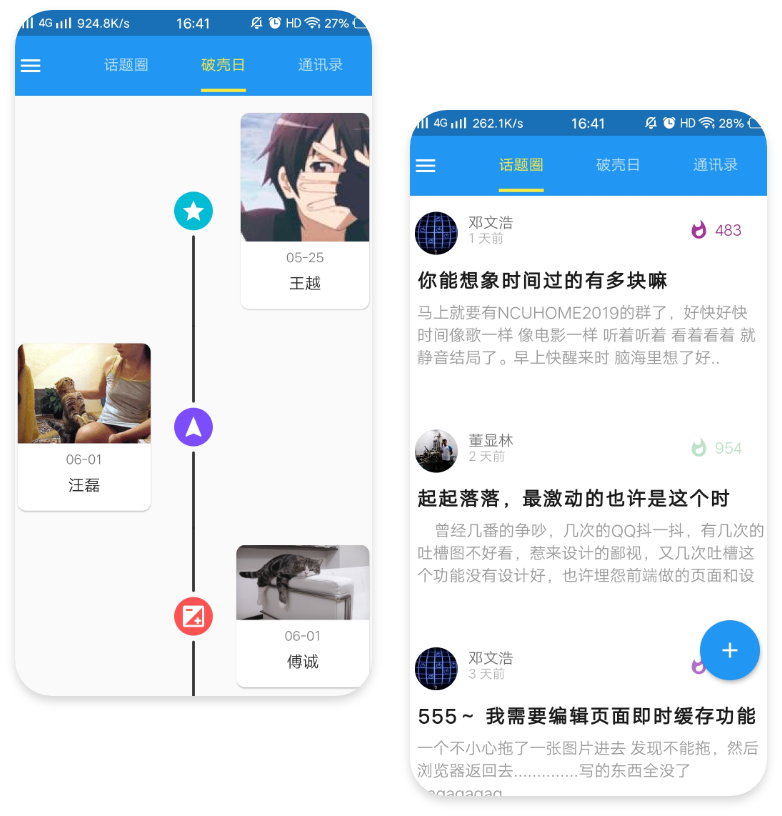 4G 924.8K/s 16:41 HD 27%
话题圈 破壳日 通讯录
05-25
王越
06-01
汪磊
06-01
傅诚
4G 262.1K/s 16:41 HD 28%
话题圈 破壳日 通讯录
邓文浩
1 天前
483
你能想象时间过的有多块嘛
马上就要有NCUHOME2019的群了，好快好快
时间像歌一样 像电影一样 听着听着 看着看着 就
静音结局了。早上快醒来时 脑海里想了好..
董显林
2 天前
954
起起落落，最激动的也许是这个时
曾经几番的争吵，几次的QQ抖一抖，有几次的
吐槽图不好看，惹来设计的鄙视，又几次吐槽这
个功能没有设计好，也许埋怨前端做的页面和设
邓文浩
3 天前
555～ 我需要编辑页面即时缓存功能
一个不小心拖了一张图片进去 发现不能拖，然后
浏览器返回去..............写的东西全没了